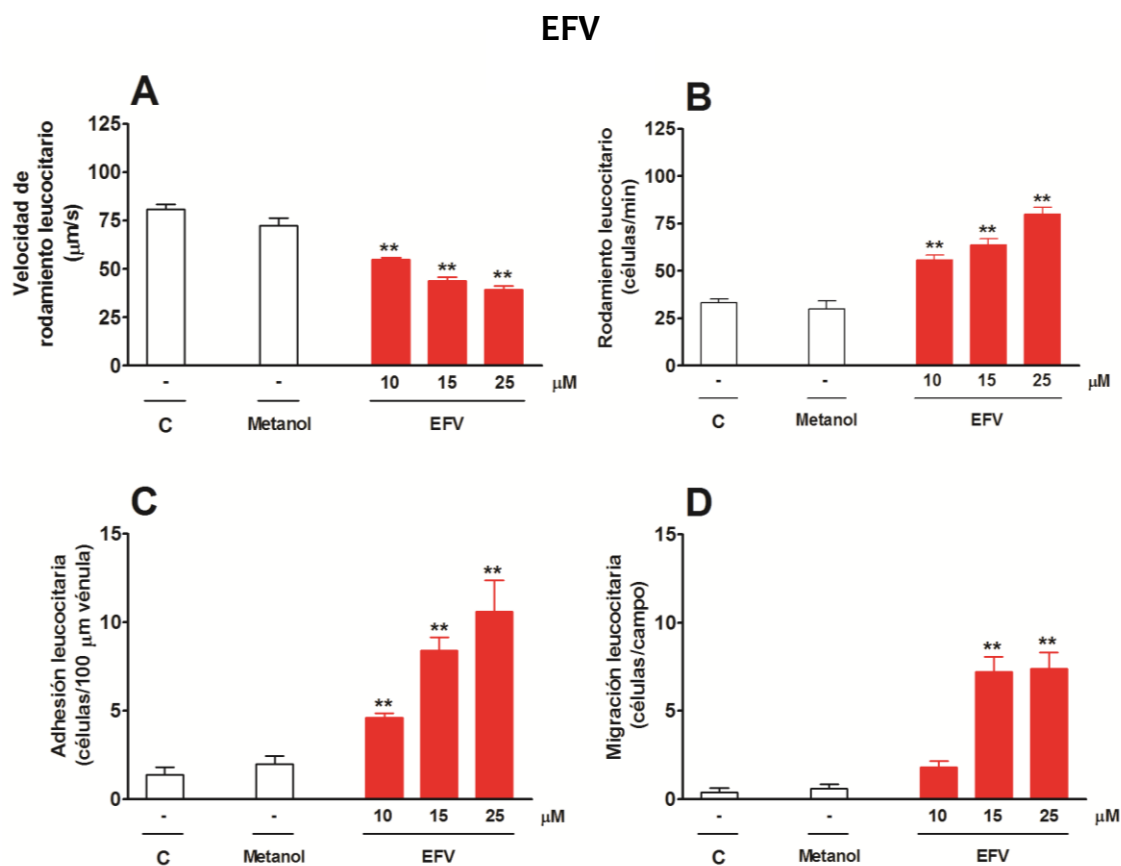 EFV
A
Velocidad de
rodamiento leucocitario
(μm/s)
125
100
75
50
25
0
**
**
**
-
-
10
15
25
μM
C
Metanol
EFV
B
Rodamiento leucocitario
(células/min)
125
100
75
50
25
0
**
**
**
-
-
10
15
25
μM
C
Metanol
EFV
C
Adhesión leucocitaria
(células/100 μm vénula)
15
10
5
0
**
**
**
-
-
10
15
25
μM
C
Metanol
EFV
D
Migración leucocitaria
(células/campo)
15
10
5
0
**
**
-
-
10
15
25
μM
C
Metanol
EFV